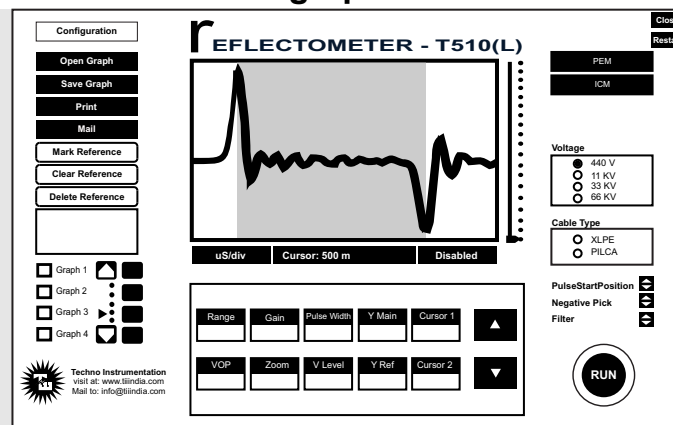 Configuration
Open Graph
Save Graph
Print
Mail
Mark Reference
Clear Reference
Delete Reference
Graph 1
Graph 2
Graph 3
Graph 4
Techno Instrumentation
visit at: www.tiiindia.com
Mail to: info@tiiindia.com
rEFLECTOMETER - T510(L)
uS/div Cursor: 500 m Disabled
Range Gain Pulse Width Y Main Cursor 1
VOP Zoom V Level Y Ref Cursor 2
PEM
ICM
Voltage
440 V
11 KV
33 KV
66 KV
Cable Type
XLPE
PILCA
PulseStartPosition
Negative Pick
Filter
RUN